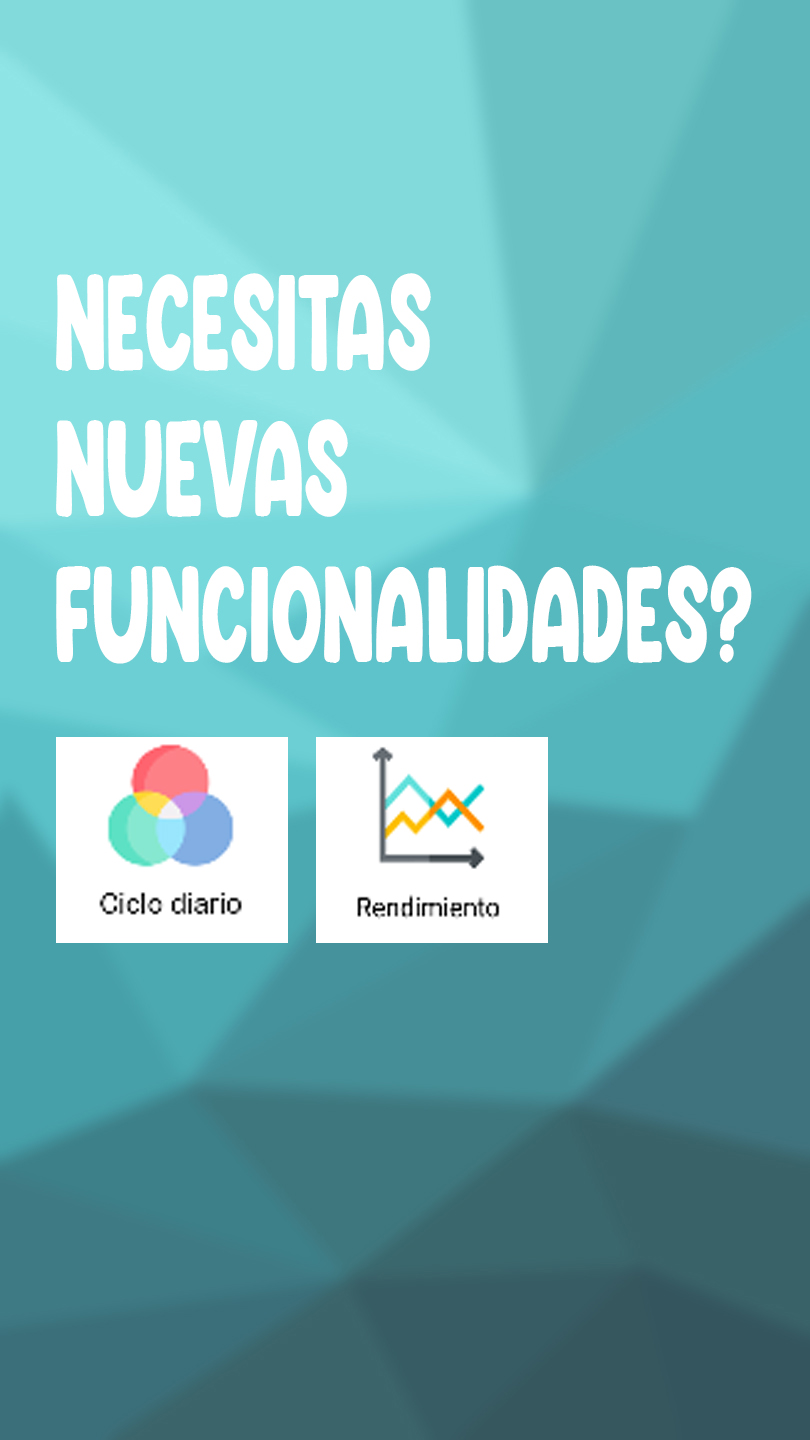 NECESITAS
NUEVAS
FUNCIONALIDADES?
Ciclo diario
Rendimiento